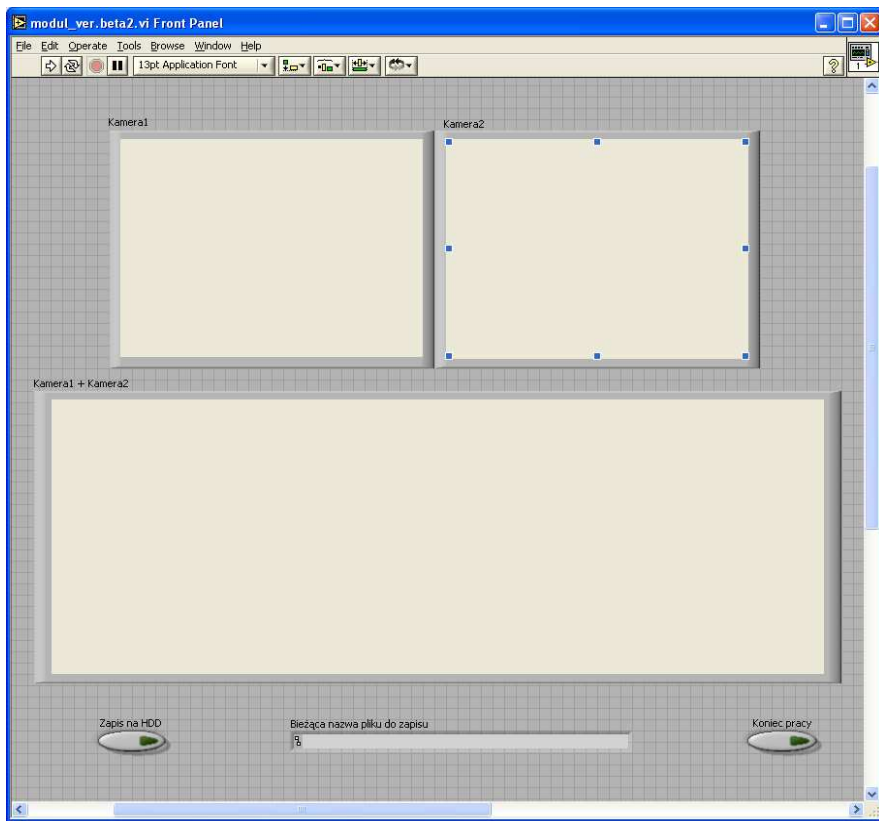 modul_ver.beta2.vi Front Panel
File Edit Operate Tools Browse Window Help
13pt Application Font
1
Kamera1
Kamera2
Kamera1 + Kamera2
Zapis na HDD
Bieżąca nazwa pliku do zapisu
Koniec pracy